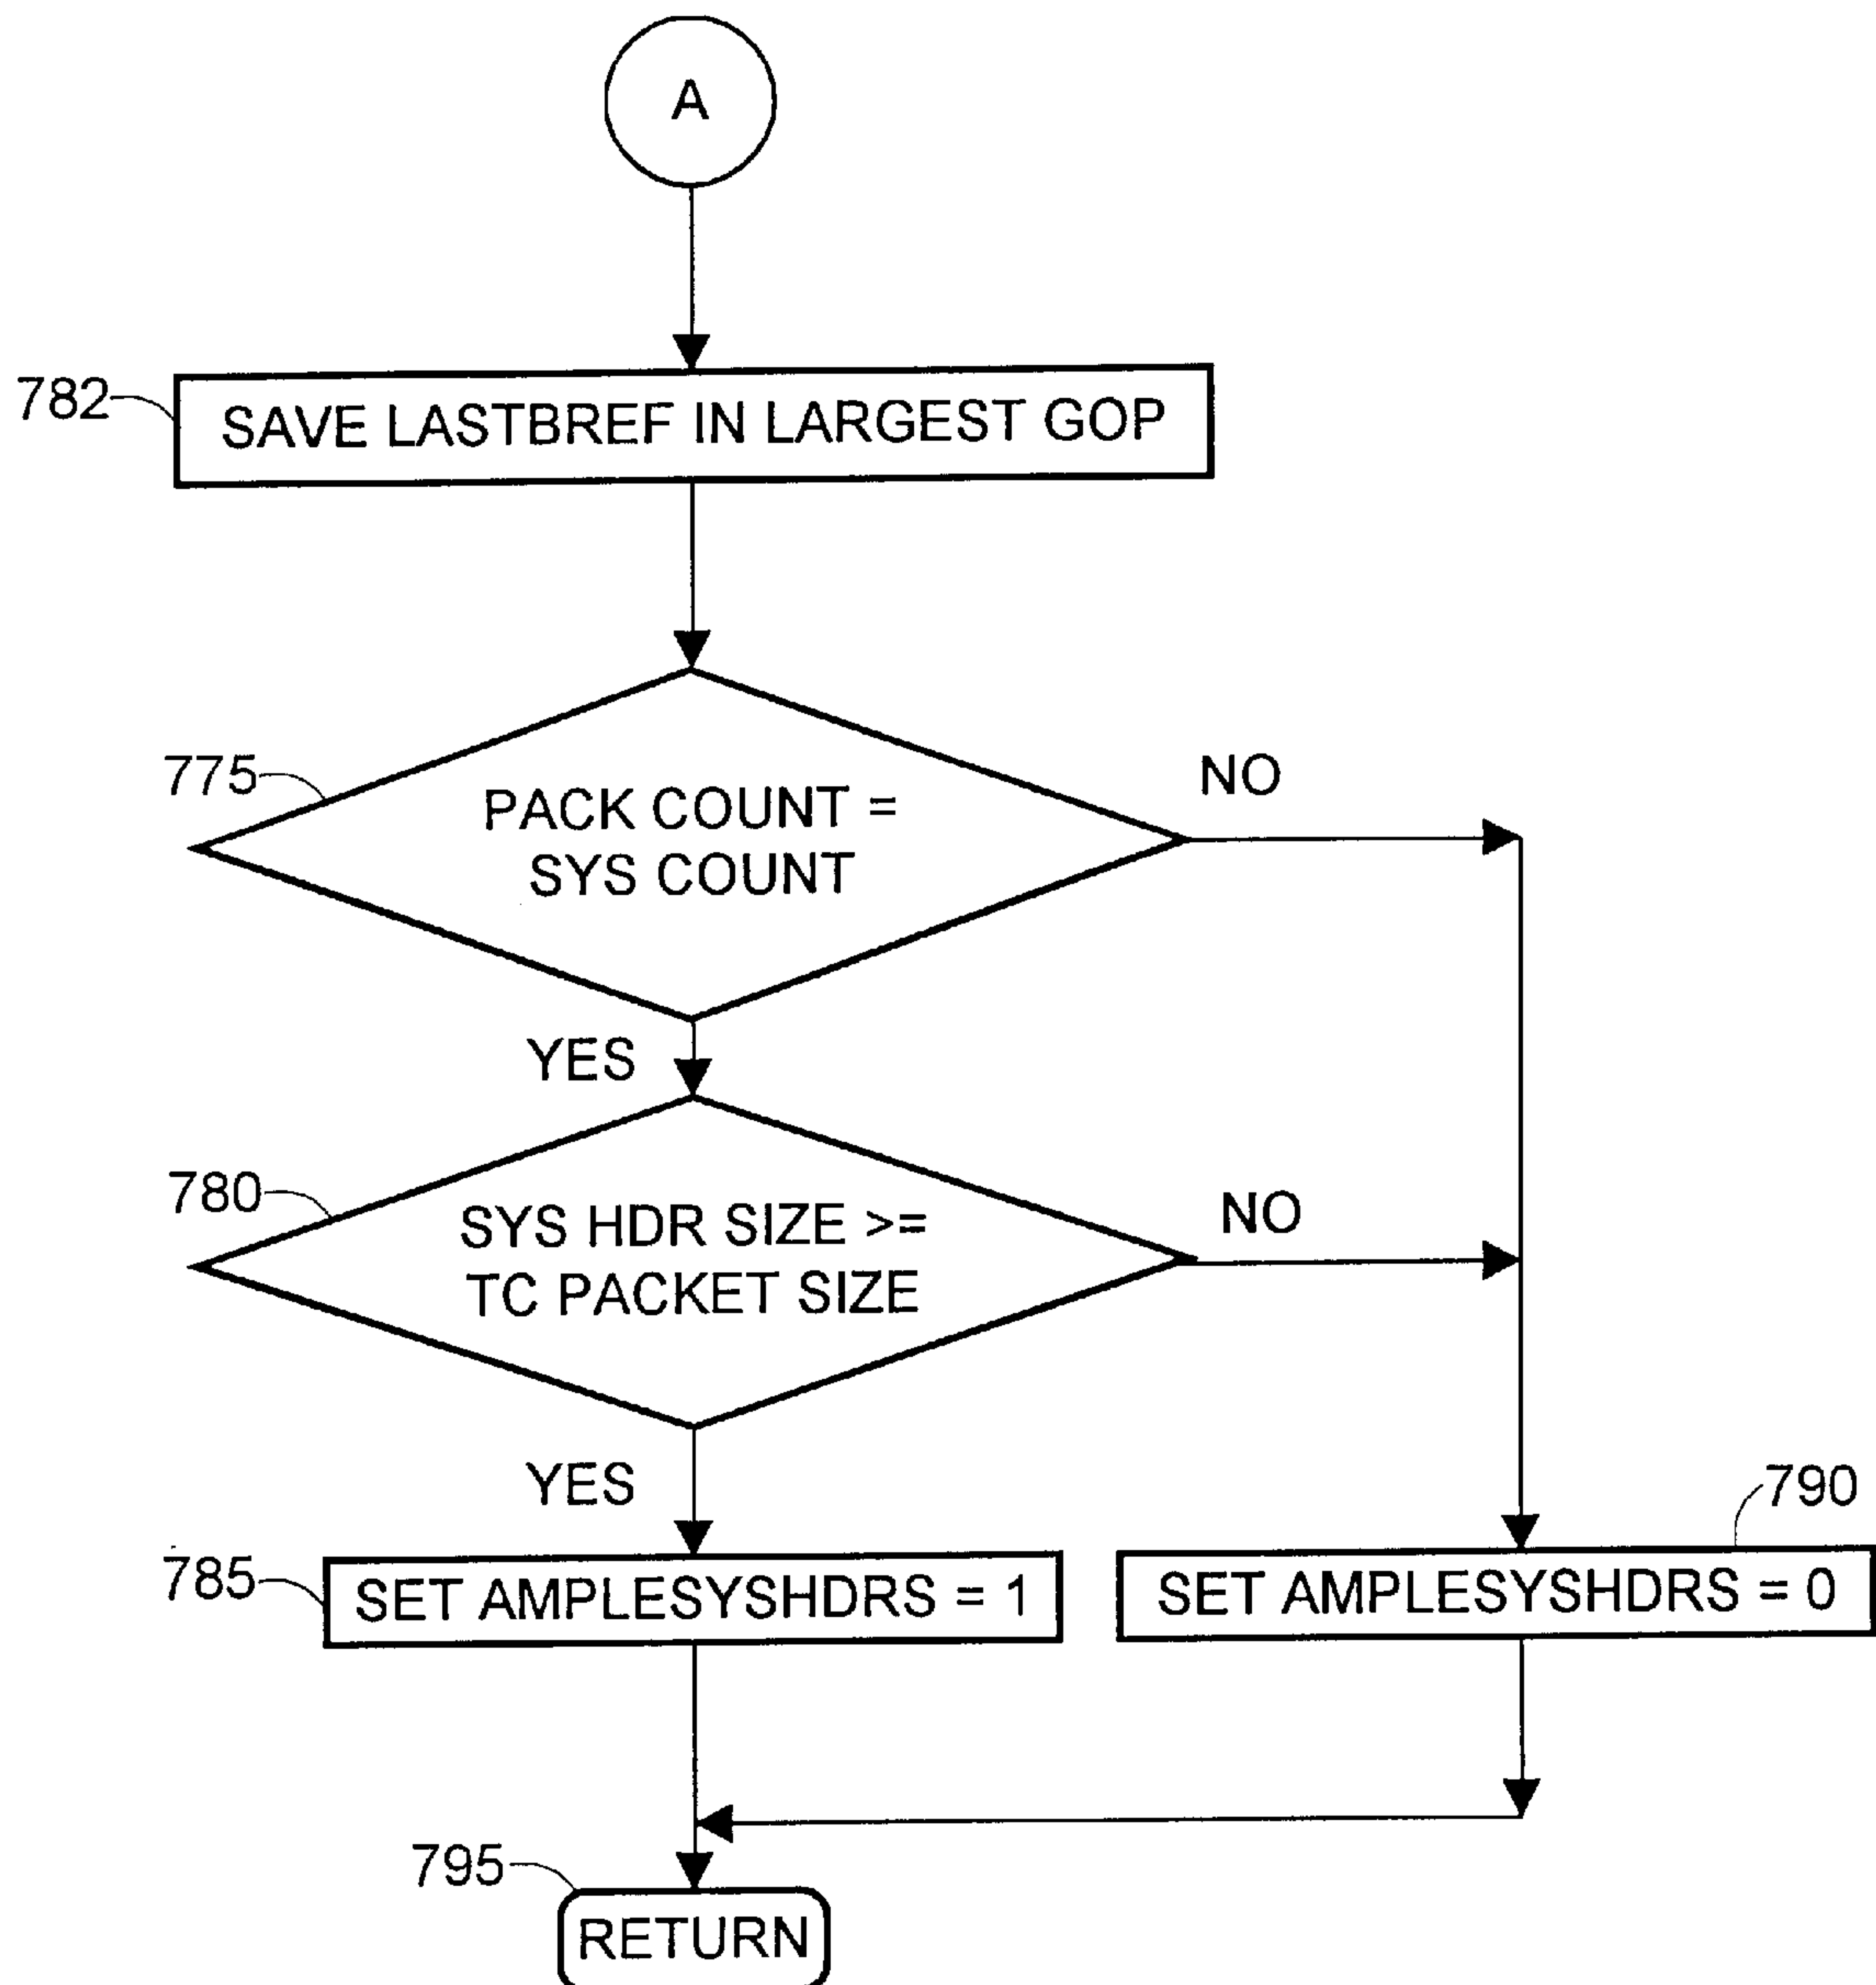 A
782
SAVE LASTBREF IN LARGEST GOP
775
PACK COUNT =
SYS COUNT
NO
YES
780
SYS HDR SIZE >=
TC PACKET SIZE
NO
YES
790
785
SET AMPLESYSHDRS = 1
SET AMPLESYSHDRS = 0
795
RETURN